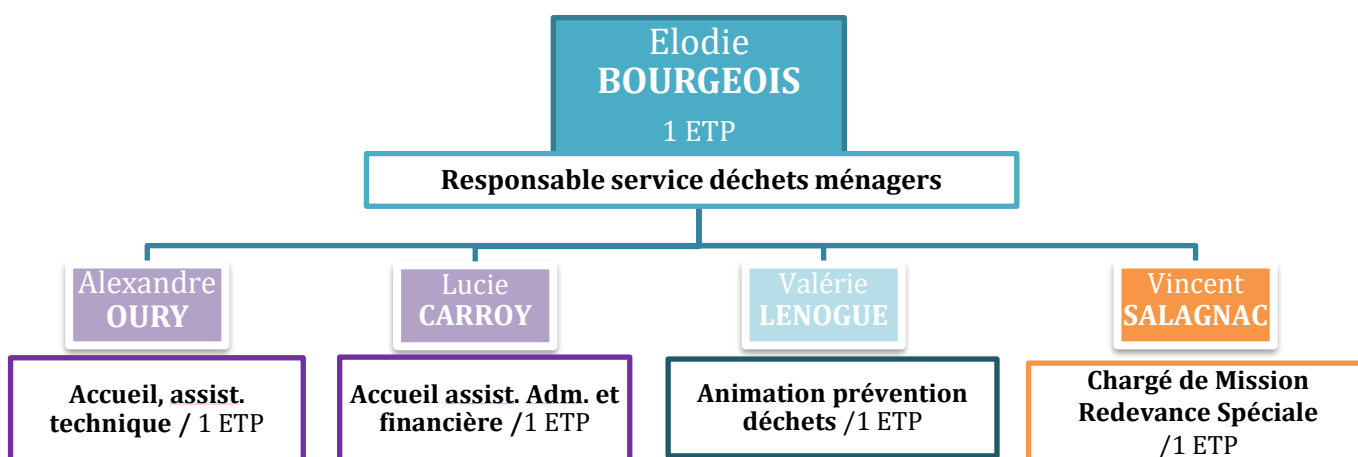 Elodie
BOURGEOIS
1 ETP
Responsable service déchets ménagers
Alexandre
OURY
Accueil, assist.
technique / 1 ETP
Lucie
CARROY
Accueil assist. Adm. et
financière /1 ETP
Valérie
LENOGUE
Animation prévention
déchets /1 ETP
Vincent
SALAGNAC
Chargé de Mission
Redevance Spéciale
/1 ETP